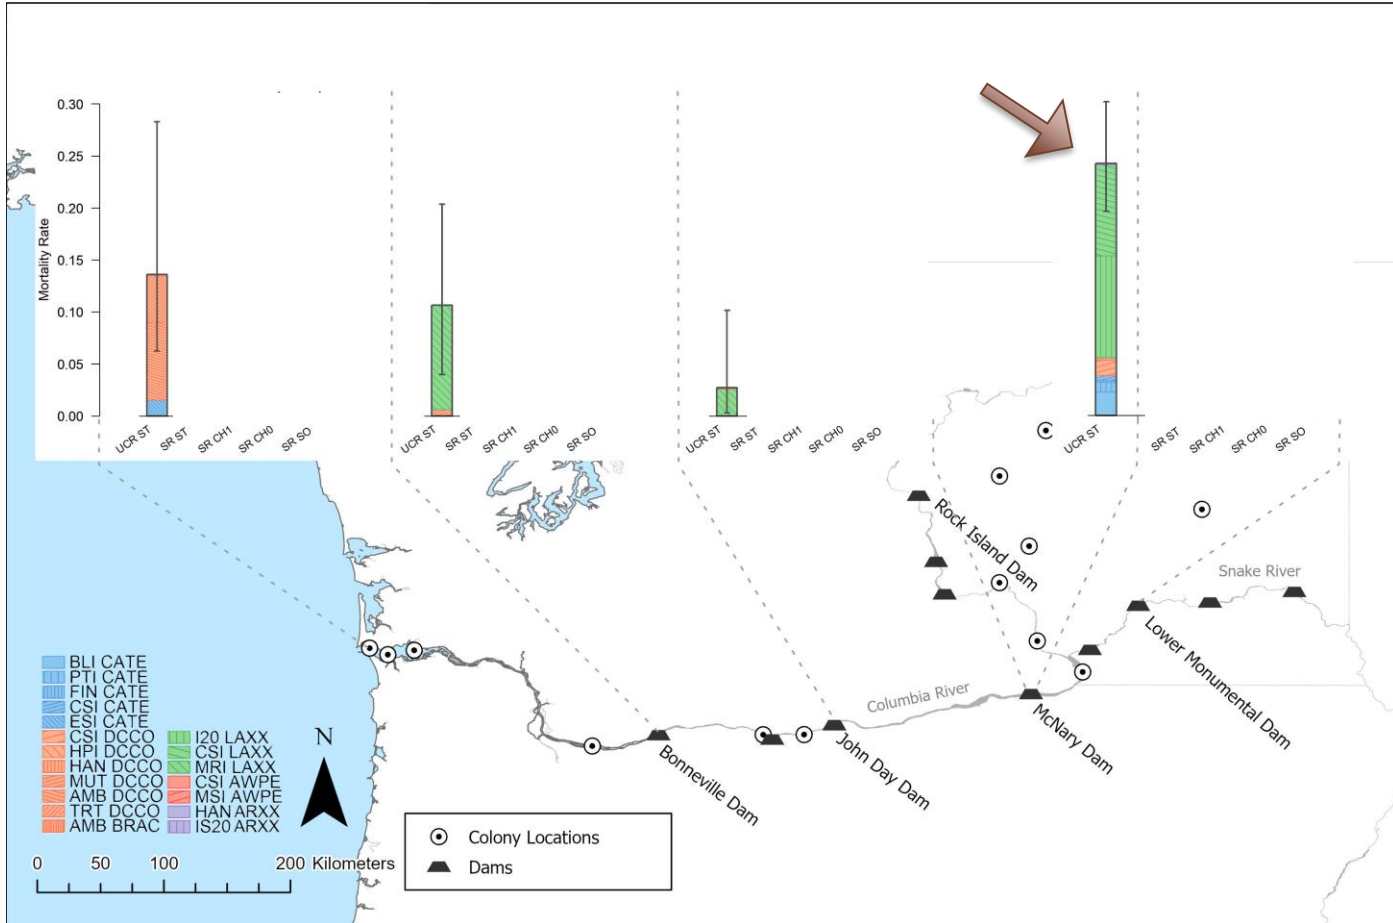 0.30
0.25
0.20
0.15
0.10
0.05
0.00
Mortality Rate
UCR ST
SR ST
SR CH1
SR CH0
SR SO
UCR ST
SR ST
SR CH1
SR CH0
SR SO
UCR ST
SR ST
SR CH1
SR CH0
SR SO
UCR ST
SR ST
SR CH1
SR CH0
SR SO
Rock Island Dam
Snake River
Lower Monumental Dam
Columbia River
McNary Dam
John Day Dam
Bonneville Dam
BLI CATE
PTI CATE
FIN CATE
CSI CATE
ESI CATE
CSI DCCO
HPI DCCO
HAN DCCO
MUT DCCO
AMB DCCO
TRT DCCO
AMB BRAC
I20 LAXX
CSI LAXX
MRI LAXX
CSI AWPE
MSI AWPE
HAN ARXX
IS20 ARXX
N
0 50 100 200 Kilometers
Colony Locations
Dams